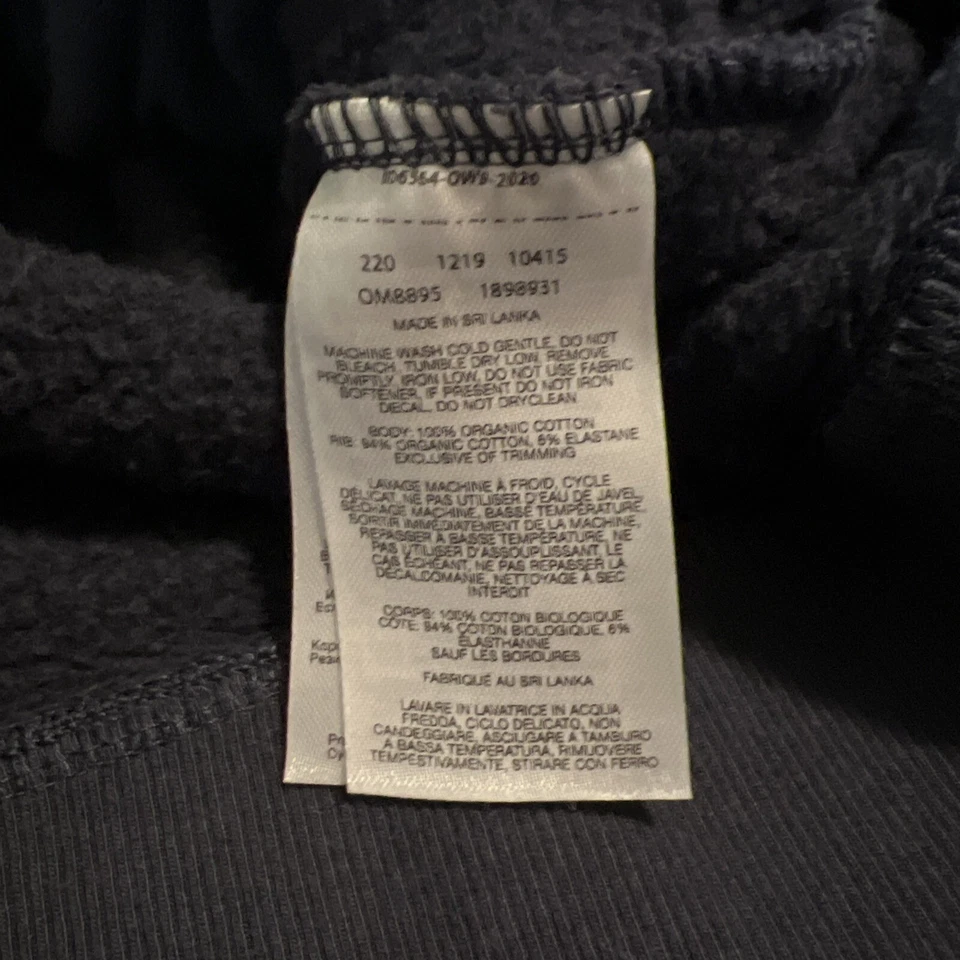 220 1219 10415
OM8895 1898931
MADE IN SRI LANKA
MACHINE WASH COLD GENTLE, DO NOT
BLEACH, TUMBLE DRY LOW, REMOVE
PROMPTLY, IRON LOW, DO NOT USE FABRIC
SOFTENER, IF PRESENT DO NOT IRON
DECAL, DO NOT DRYCLEAN
BODY: 100% ORGANIC COTTON
RIB: 94% ORGANIC COTTON, 6% ELASTANE
EXCLUSIVE OF TRIMMING
LAVAGE MACHINE À FROID, CYCLE
DÉLICAT, NE PAS UTILISER D'EAU DE JAVEL,
SÉCHAGE MACHINE, BASSE TEMPÉRATURE,
SORTIR IMMÉDIATEMENT DE LA MACHINE,
REPASSER À BASSE TEMPÉRATURE, NE
PAS UTILISER D'ASSOUPLISSANT, LE
CAS ÉCHÉANT, NE PAS REPASSER LA
DÉCALCOMANIE, NETTOYAGE À SEC
INTERDIT
CORPS: 100% COTON BIOLOGIQUE
CÔTE: 94% COTON BIOLOGIQUE, 6%
ÉLASTHANNE
SAUF LES BORDURES
FABRIQUÉ AU SRI LANKA
LAVARE IN LAVATRICE IN ACQUA
FREDDA, CICLO DELICATO, NON
CANDEGGIARE, ASCIUGARE A TAMBURO
A BASSA TEMPERATURA, RIMUOVERE
TEMPESTIVAMENTE, STIRARE CON FERRO